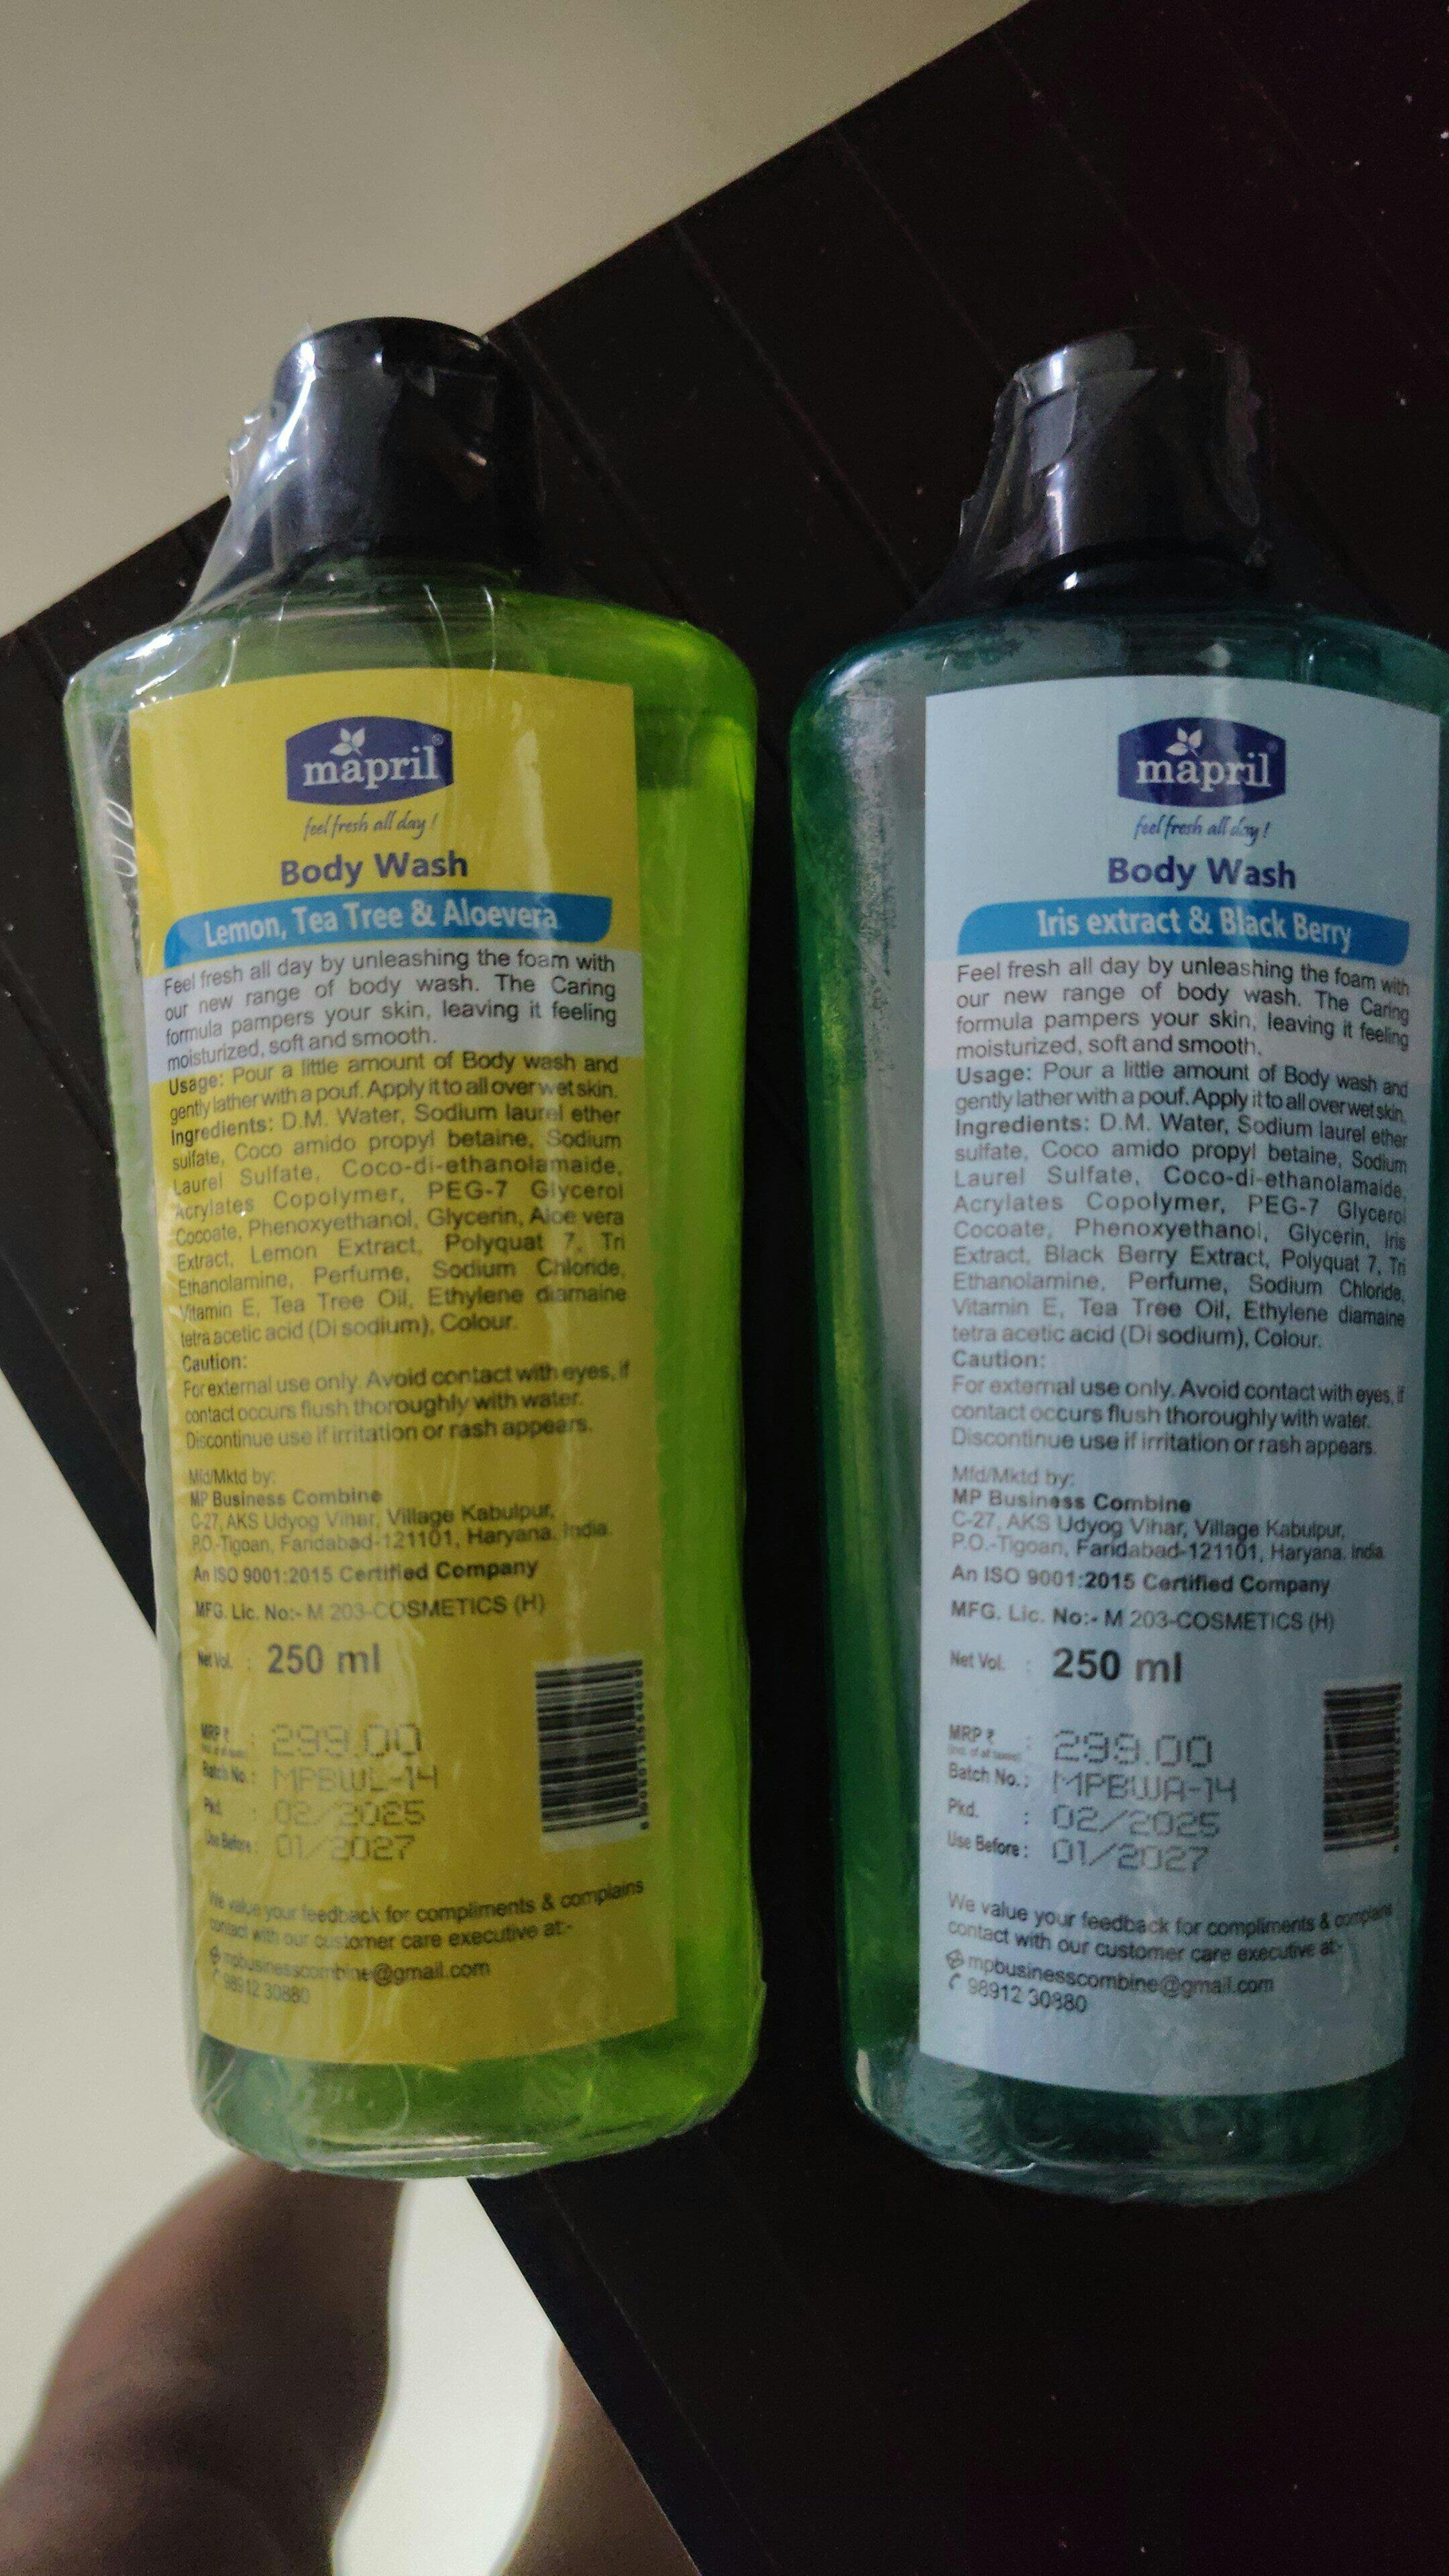 mapril®
feel fresh all day !
Body Wash
Lemon, Tea Tree & Aloevera
Feel fresh all day by unleashing the foam with
our new range of body wash. The Caring
formula pampers your skin, leaving it feeling
moisturized, soft and smooth.
Usage: Pour a little amount of Body wash and
gently lather with a pouf. Apply it to all over wet skin.
Ingredients: D.M. Water, Sodium laurel ether
sulfate, Coco amido propyl betaine, Sodium
Laurel Sulfate, Coco-di-ethanolamaide,
Acrylates Copolymer, PEG-7 Glycerol
Cocoate, Phenoxyethanol, Glycerin, Aloe vera
Extract, Lemon Extract, Polyquat 7, Tri
Ethanolamine, Perfume, Sodium Chloride,
Vitamin E, Tea Tree Oil, Ethylene diamaine
tetra acetic acid (Di sodium), Colour.
Caution:
For external use only. Avoid contact with eyes, if
contact occurs flush thoroughly with water.
Discontinue use if irritation or rash appears.
Mfd/Mktd by:
MP Business Combine
C-27, AKS Udyog Vihar, Village Kabulpur,
P.O.-Tigoan, Faridabad-121101, Haryana. India.
An ISO 9001:2015 Certified Company
MFG. Lic. No:- M 203-COSMETICS (H)
Net Vol. : 250 ml
MRP ₹ : 299.00
Batch No. : MPBWL-14
Pkd. : 02/2025
Use Before : 01/2027
We value your feedback for compliments & complains
contact with our customer care executive at:-
mpbusinesscombine@gmail.com
98912 30880
mapril®
feel fresh all day !
Body Wash
Iris extract & Black Berry
Feel fresh all day by unleashing the foam with
our new range of body wash. The Caring
formula pampers your skin, leaving it feeling
moisturized, soft and smooth.
Usage: Pour a little amount of Body wash and
gently lather with a pouf. Apply it to all over wet skin.
Ingredients: D.M. Water, Sodium laurel ether
sulfate, Coco amido propyl betaine, Sodium
Laurel Sulfate, Coco-di-ethanolamaide,
Acrylates Copolymer, PEG-7 Glycerol
Cocoate, Phenoxyethanol, Glycerin, Iris
Extract, Black Berry Extract, Polyquat 7, Tri
Ethanolamine, Perfume, Sodium Chloride,
Vitamin E, Tea Tree Oil, Ethylene diamaine
tetra acetic acid (Di sodium), Colour.
Caution:
For external use only. Avoid contact with eyes, if
contact occurs flush thoroughly with water.
Discontinue use if irritation or rash appears.
Mfd/Mktd by:
MP Business Combine
C-27, AKS Udyog Vihar, Village Kabulpur,
P.O.-Tigoan, Faridabad-121101, Haryana. India
An ISO 9001:2015 Certified Company
MFG. Lic. No:- M 203-COSMETICS (H)
Net Vol. : 250 ml
MRP ₹ : 299.00
(incl. of all taxes)
Batch No. : MPBWA-14
Pkd. : 02/2025
Use Before : 01/2027
We value your feedback for compliments & complains
contact with our customer care executive at:-
mpbusinesscombine@gmail.com
98912 30880